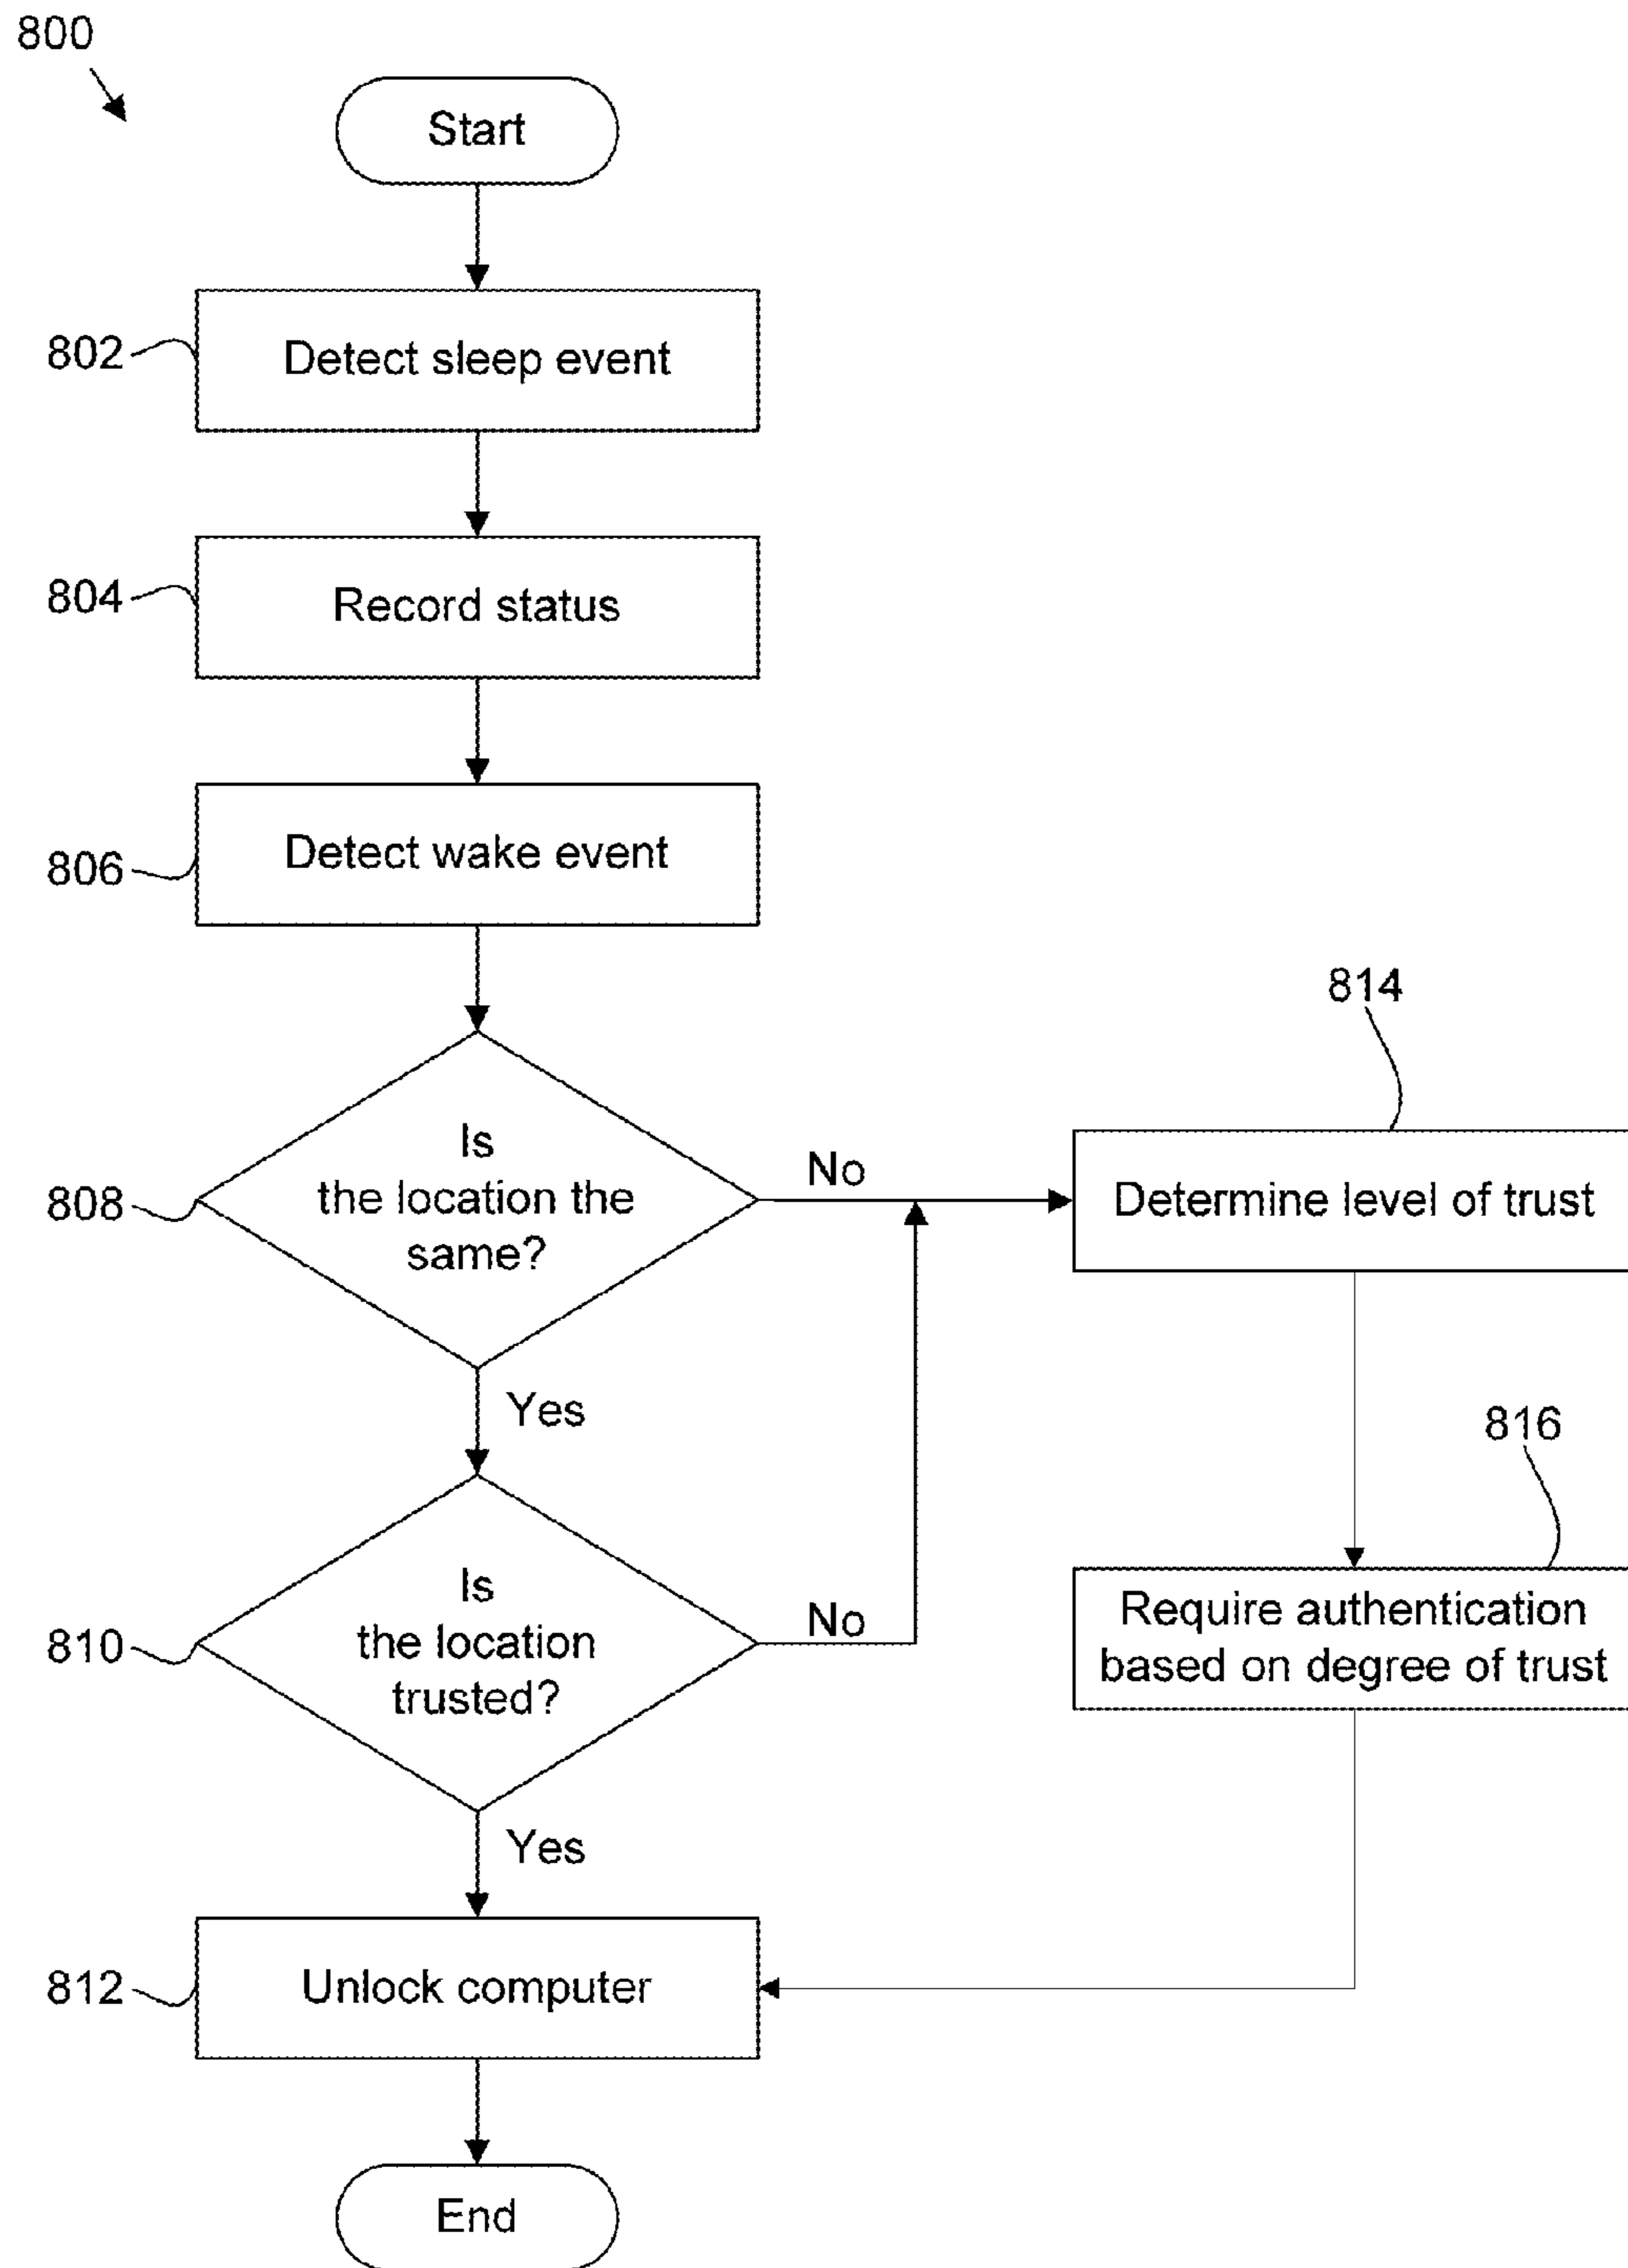 800
Start
802
Detect sleep event
804
Record status
806
Detect wake event
814
808
Is
the location the
same?
No
Determine level of trust
Yes
816
810
Is
the location
trusted?
No
Require authentication
based on degree of trust
Yes
812
Unlock computer
End